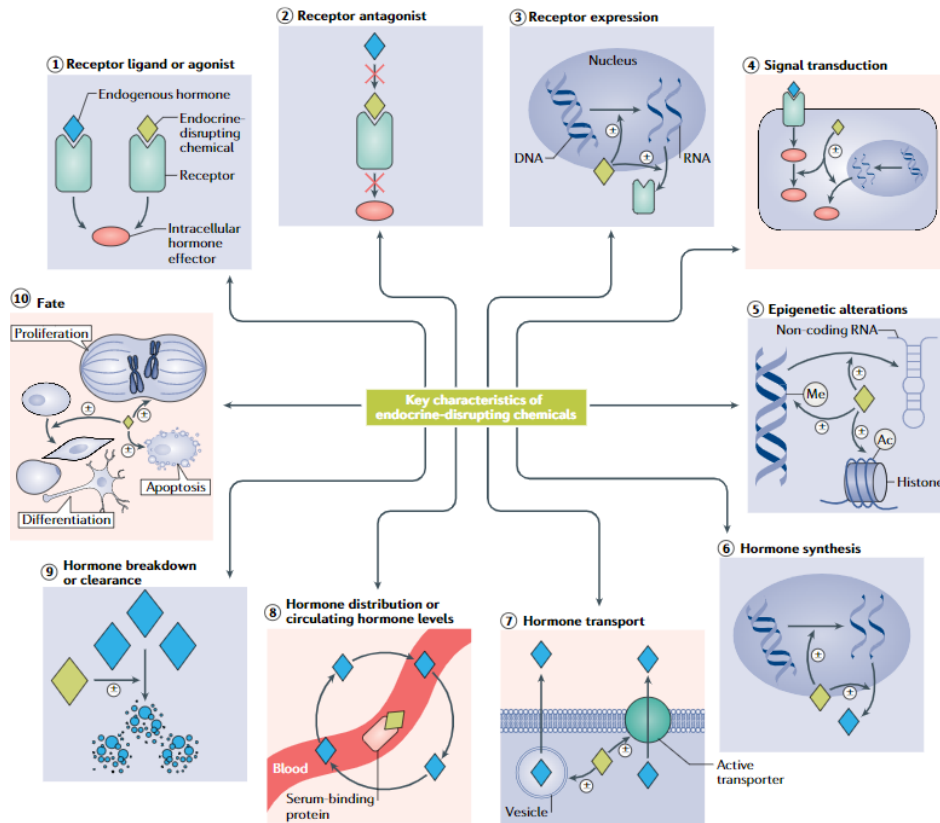 ① Receptor ligand or agonist
Endogenous hormone
Endocrine-
disrupting
chemical
Receptor
Intracellular
hormone
effector
② Receptor antagonist
③ Receptor expression
Nucleus
DNA
RNA
±
±
④ Signal transduction
±
⑤ Epigenetic alterations
Non-coding RNA
Me
±
±
±
Ac
Histone
⑩ Fate
Proliferation
±
±
±
Apoptosis
Differentiation
Key characteristics of
endocrine-disrupting chemicals
⑥ Hormone synthesis
±
±
⑨ Hormone breakdown
or clearance
±
⑧ Hormone distribution or
circulating hormone levels
Blood
Serum-binding
protein
⑦ Hormone transport
±
±
Vesicle
Active
transporter